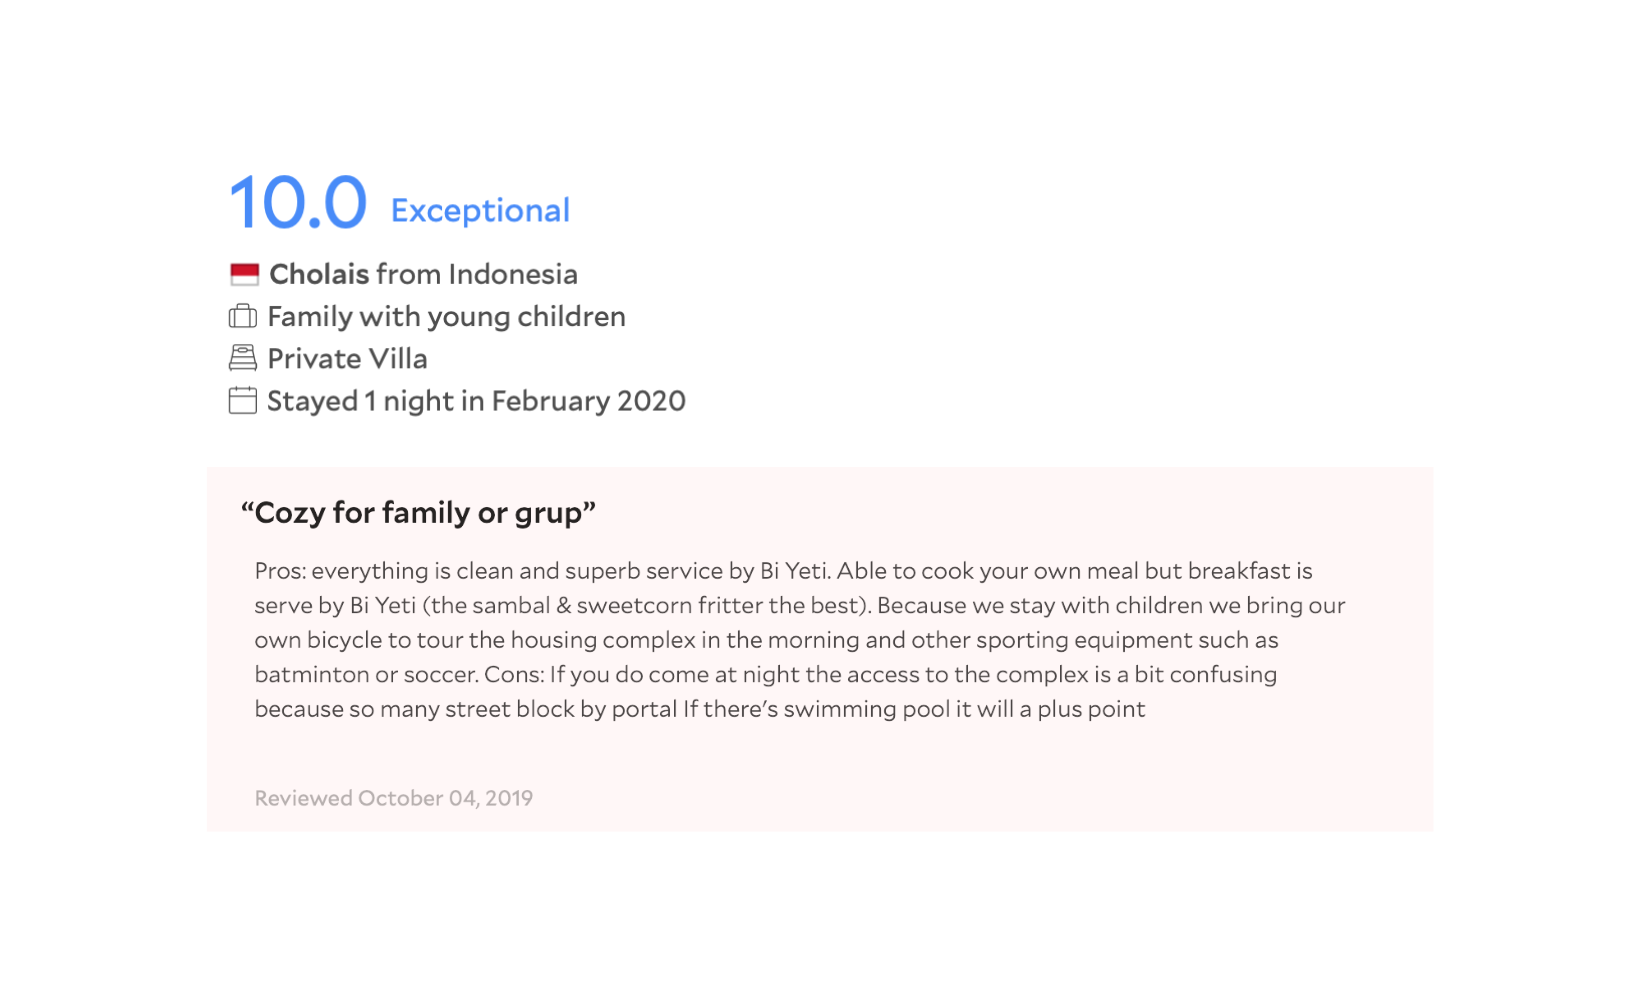 10.0 Exceptional
Cholais from Indonesia
Family with young children
Private Villa
Stayed 1 night in February 2020
“Cozy for family or grup”
Pros: everything is clean and superb service by Bi Yeti. Able to cook your own meal but breakfast is
serve by Bi Yeti (the sambal & sweetcorn fritter the best). Because we stay with children we bring our
own bicycle to tour the housing complex in the morning and other sporting equipment such as
batminton or soccer. Cons: If you do come at night the access to the complex is a bit confusing
because so many street block by portal If there's swimming pool it will a plus point
Reviewed October 04, 2019